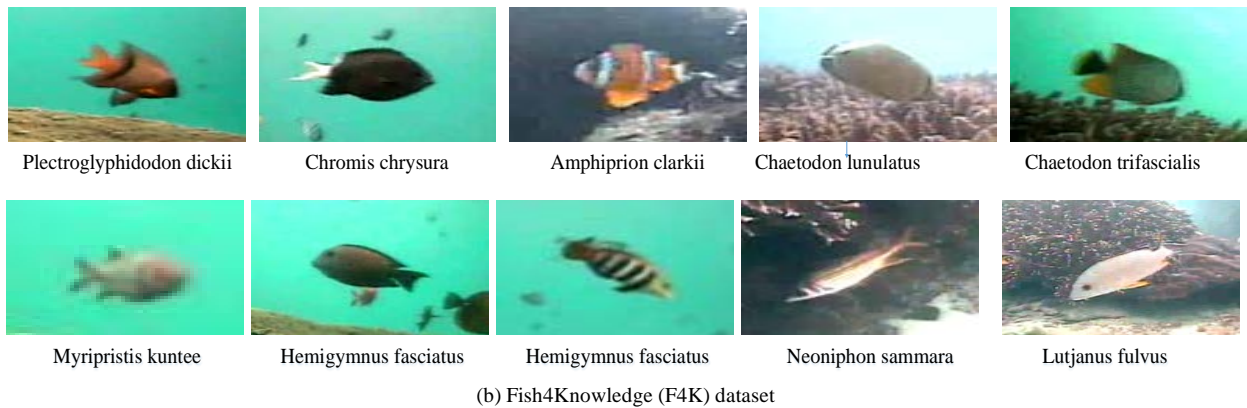 Plectroglyphidodon dickii
Chromis chrysura
Amphiprion clarkii
Chaetodon lunulatus
Chaetodon trifascialis
Myripristis kuntee
Hemigymnus fasciatus
Hemigymnus fasciatus
Neoniphon sammara
Lutjanus fulvus
(b) Fish4Knowledge (F4K) dataset